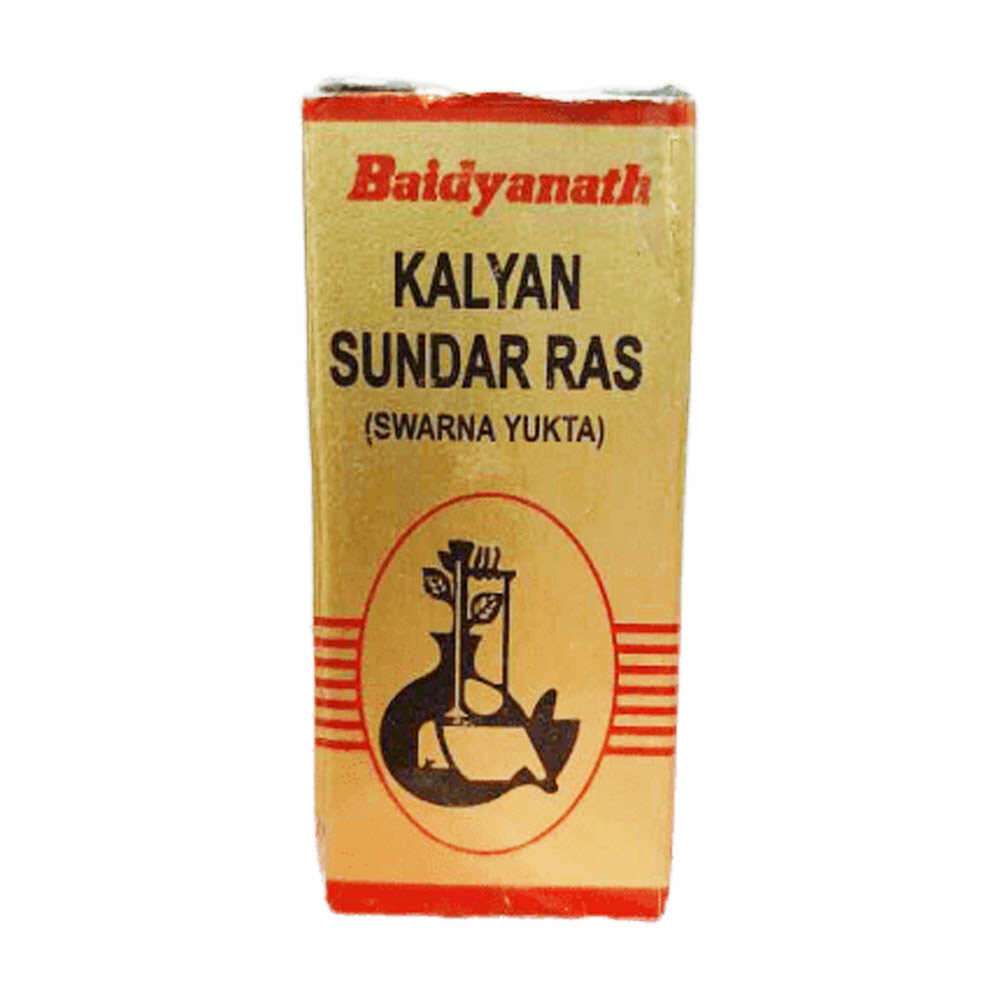 Baidyanath
KALYAN
SUNDAR RAS
(SWARNA YUKTA)